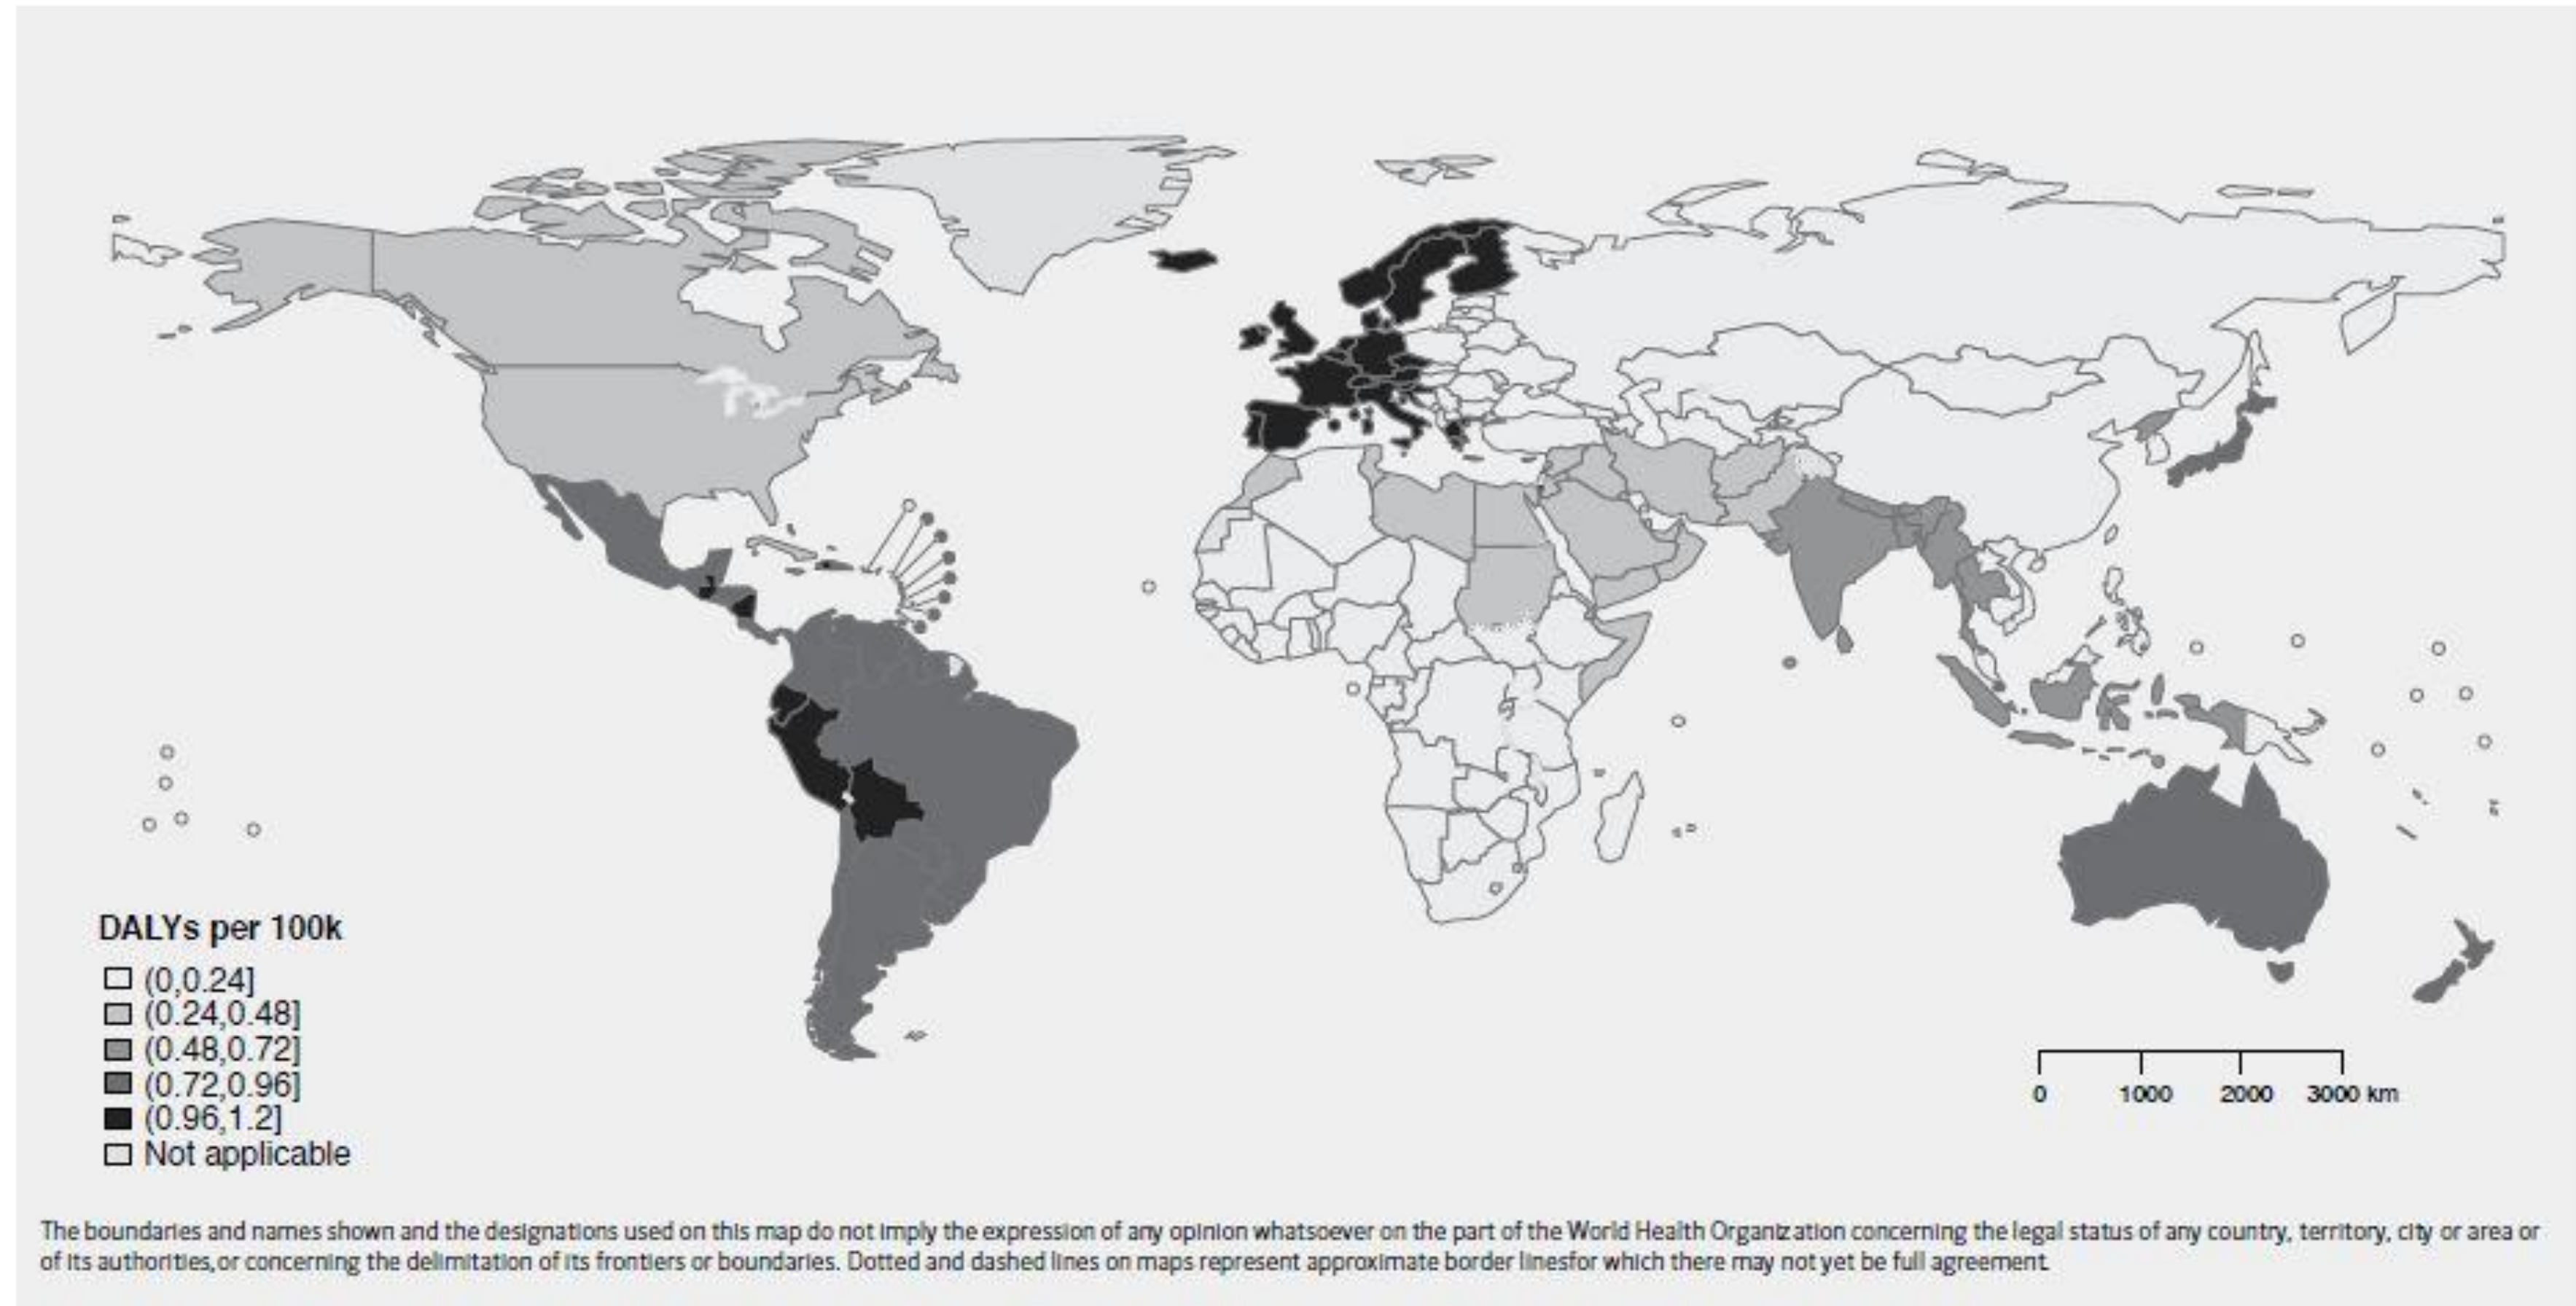 DALYs per 100k
(0,0.24]
(0.24,0.48]
(0.48,0.72]
(0.72,0.96]
(0.96,1.2]
Not applicable
0 1000 2000 3000 km
The boundaries and names shown and the designations used on this map do not imply the expression of any opinion whatsoever on the part of the World Health Organization concerning the legal status of any country, territory, city or area or
of its authorities,or concerning the delimitation of its frontiers or boundaries. Dotted and dashed lines on maps represent approximate border linesfor which there may not yet be full agreement.